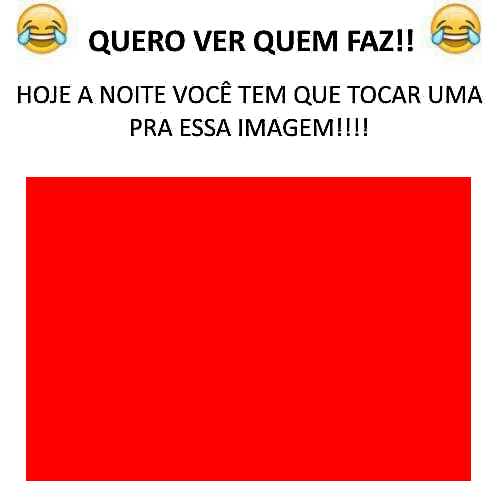 QUERO VER QUEM FAZ!!
HOJE A NOITE VOCÊ TEM QUE TOCAR UMA
PRA ESSA IMAGEM!!!!